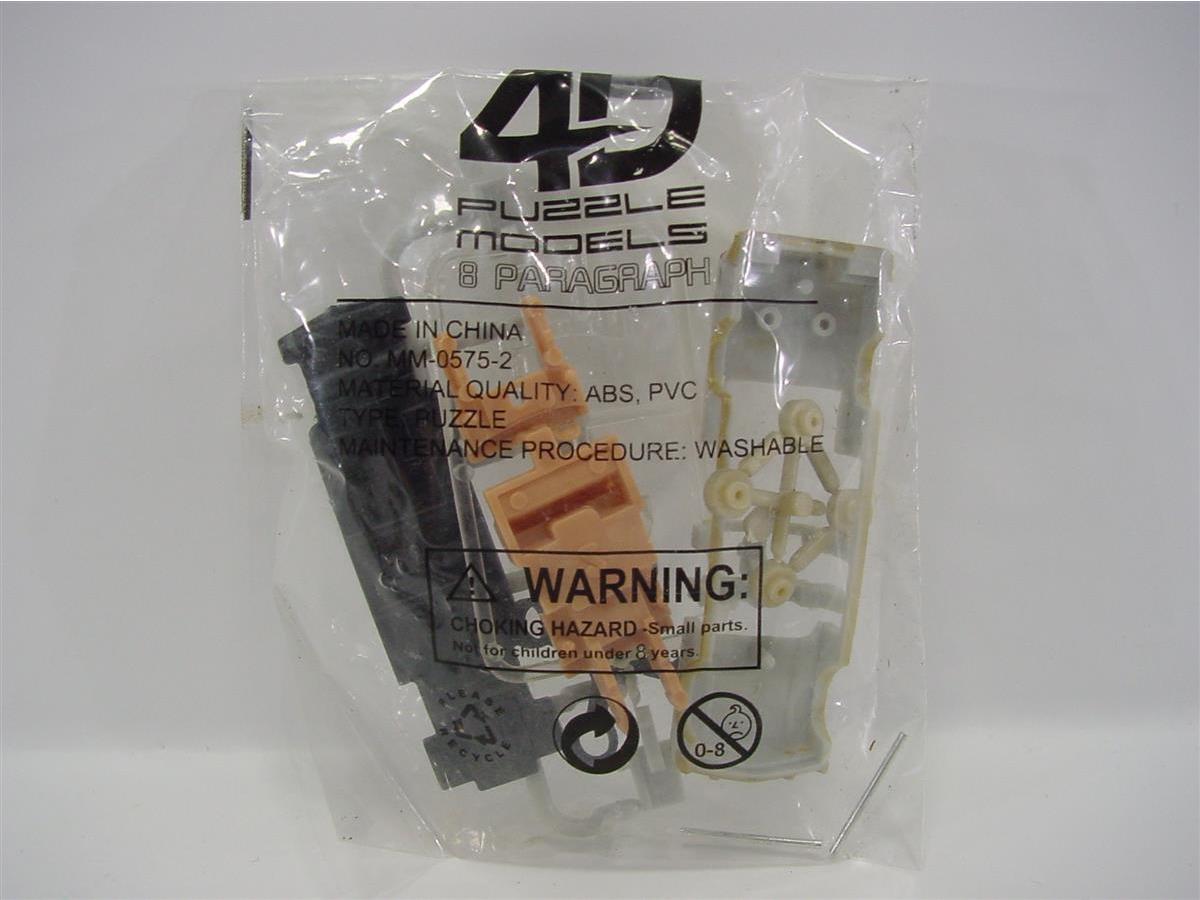 4D
PUZZLE
MODELS
8 PARAGRAPH
MADE IN CHINA
NO. MM-0575-2
MATERIAL QUALITY: ABS, PVC
TYPE: PUZZLE
MAINTENANCE PROCEDURE: WASHABLE
WARNING:
CHOKING HAZARD -Small parts.
Not for children under 8 years.
PLEASE
RECYCLE
0-8